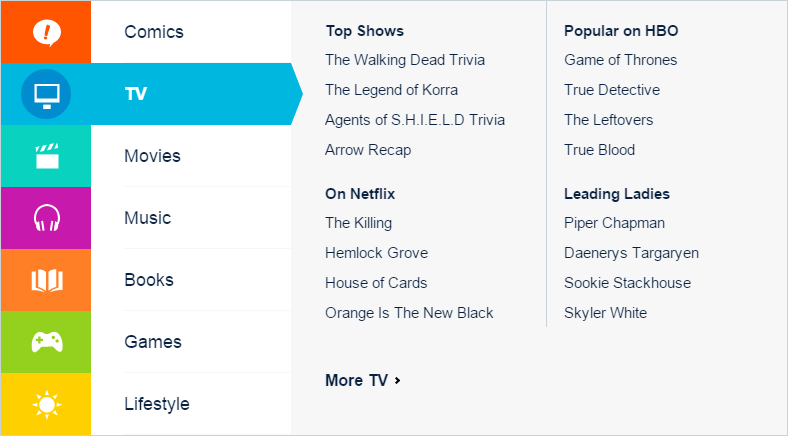 Comics
TV
Movies
Music
Books
Games
Lifestyle
Top Shows
The Walking Dead Trivia
The Legend of Korra
Agents of S.H.I.E.L.D Trivia
Arrow Recap
On Netflix
The Killing
Hemlock Grove
House of Cards
Orange Is The New Black
More TV
Popular on HBO
Game of Thrones
True Detective
The Leftovers
True Blood
Leading Ladies
Piper Chapman
Daenerys Targaryen
Sookie Stackhouse
Skyler White